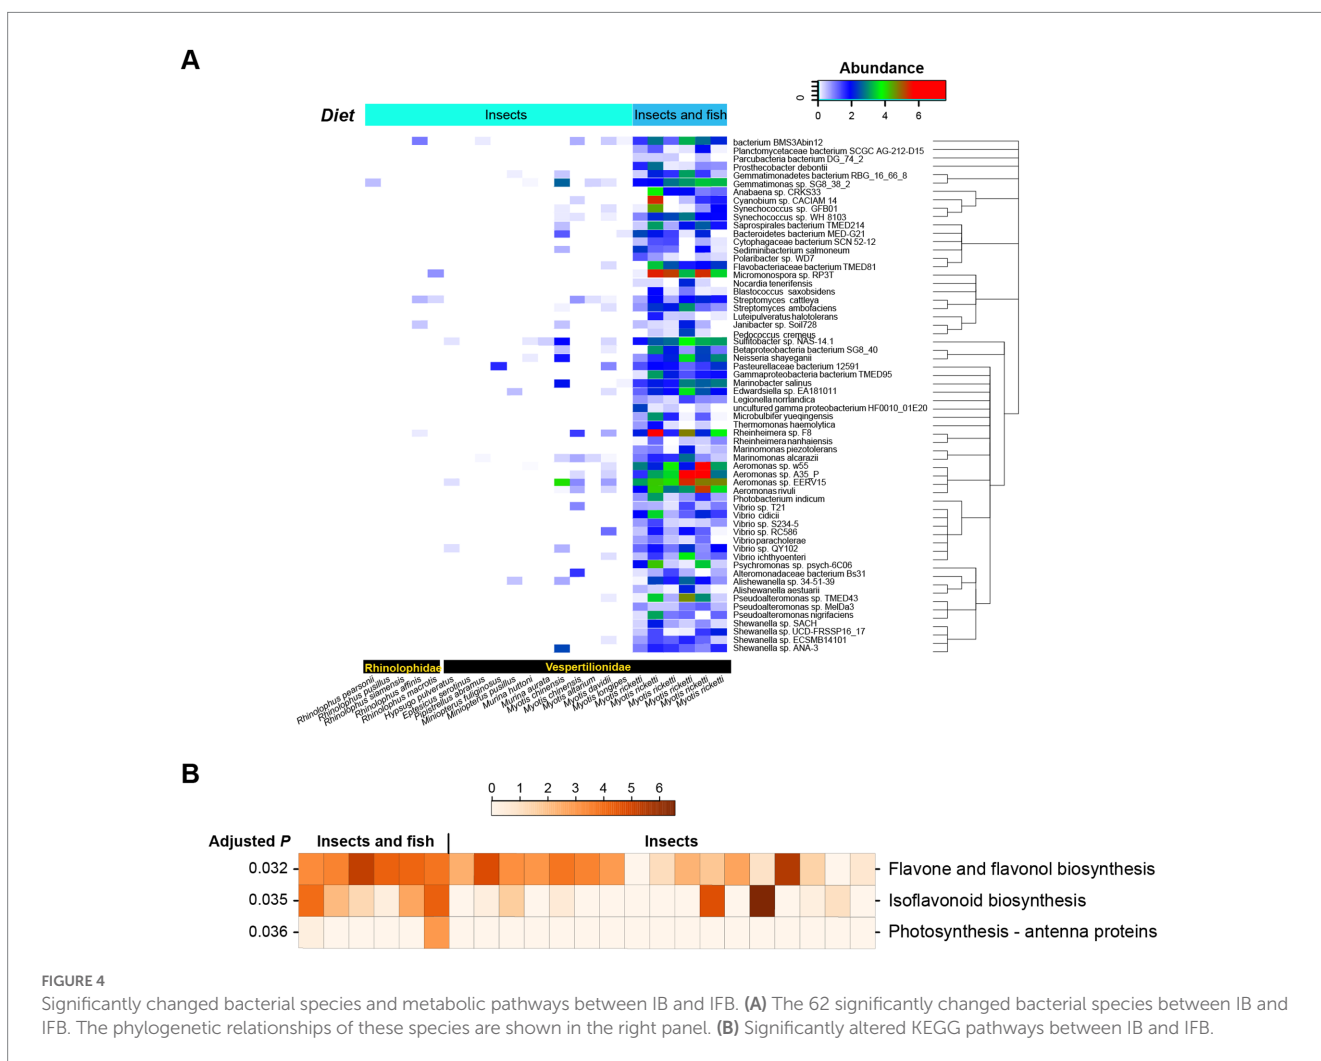 A
Abundance
0
0 2 4 6
Diet
Insects
Insects and fish
bacterium BMS3Abin12
Planctomycetaceae bacterium SCGC AG-212-D15
Parcubacteria bacterium DG_74_2
Prosthecobacter debontii
Gemmatimonadetes bacterium RBG_16_66_8
Gemmatimonas sp. SG8_38_2
Anabaena sp. CRKS33
Cyanobium sp. CACIAM 14
Synechococcus sp. GFB01
Synechococcus sp. WH 8103
Saprospirales bacterium TMED214
Bacteroidetes bacterium MED-G21
Cytophagaceae bacterium SCN 52-12
Sediminibacterium salmoneum
Polaribacter sp. WD7
Flavobacteriaceae bacterium TMED81
Micromonospora sp. RP3T
Nocardia tenerifensis
Blastococcus saxobsidens
Streptomyces cattleya
Streptomyces ambofaciens
Luteipulveratus halotolerans
Janibacter sp. Soil728
Pedococcus cremeus
Sulfitobacter sp. NAS-14.1
Betaproteobacteria bacterium SG8_40
Neisseria shayeganii
Pasteurellaceae bacterium 12591
Gammaproteobacteria bacterium TMED95
Marinobacter salinus
Edwardsiella sp. EA181011
Legionella norrlandica
uncultured gamma proteobacterium HF0010_01E20
Microbulbifer yueqingensis
Thermomonas haemolytica
Rheinheimera sp. F8
Rheinheimera nanhaiensis
Marinomonas piezotolerans
Marinomonas alcarazii
Aeromonas sp. w55
Aeromonas sp. A35_P
Aeromonas sp. EERV15
Aeromonas rivuli
Photobacterium indicum
Vibrio sp. T21
Vibrio cidicii
Vibrio sp. S234-5
Vibrio sp. RC586
Vibrio paracholerae
Vibrio sp. QY102
Vibrio ichthyoenteri
Psychromonas sp. psych-6C06
Alteromonadaceae bacterium Bs31
Alishewanella sp. 34-51-39
Alishewanella aestuarii
Pseudoalteromonas sp. TMED43
Pseudoalteromonas sp. MelDa3
Pseudoalteromonas nigrifaciens
Shewanella sp. SACH
Shewanella sp. UCD-FRSSP16_17
Shewanella sp. ECSMB14101
Shewanella sp. ANA-3
Rhinolophidae
Vespertilionidae
Rhinolophus pearsonii
Rhinolophus pusillus
Rhinolophus siamensis
Rhinolophus affinis
Rhinolophus macrotis
Hypsugo pulveratus
Eptesicus serotinus
Pipistrellus abramus
Miniopterus fuliginosus
Miniopterus pusillus
Murina huttoni
Murina aurata
Myotis chinensis
Myotis chinensis
Myotis altarium
Myotis davidii
Myotis longipes
Myotis ricketti
Myotis ricketti
Myotis ricketti
Myotis ricketti
Myotis ricketti
Myotis ricketti
B
0 1 2 3 4 5 6
Adjusted P
Insects and fish
Insects
0.032
Flavone and flavonol biosynthesis
0.035
Isoflavonoid biosynthesis
0.036
Photosynthesis - antenna proteins
FIGURE 4
Significantly changed bacterial species and metabolic pathways between IB and IFB. (A) The 62 significantly changed bacterial species between IB and
IFB. The phylogenetic relationships of these species are shown in the right panel. (B) Significantly altered KEGG pathways between IB and IFB.